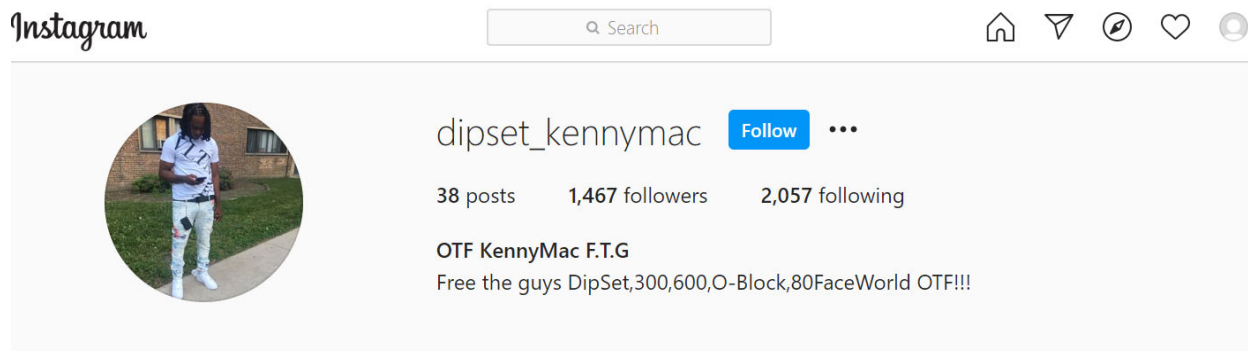 Instagram
Search
dipset_kennymac Follow •••
38 posts 1,467 followers 2,057 following
OTF KennyMac F.T.G
Free the guys DipSet,300,600,O-Block,80FaceWorld OTF!!!